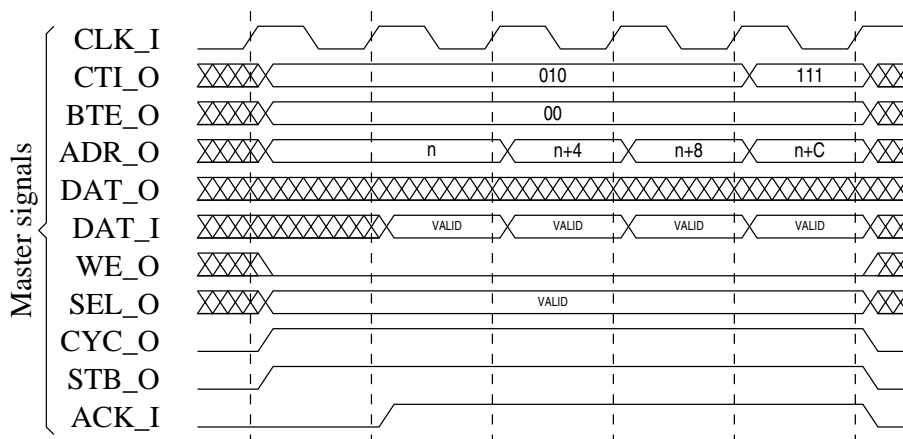 Master signals
CLK_I
CTI_O 010 111
BTE_O 00
ADR_O n n+4 n+8 n+C
DAT_O
DAT_I VALID VALID VALID VALID
WE_O
SEL_O VALID
CYC_O
STB_O
ACK_I